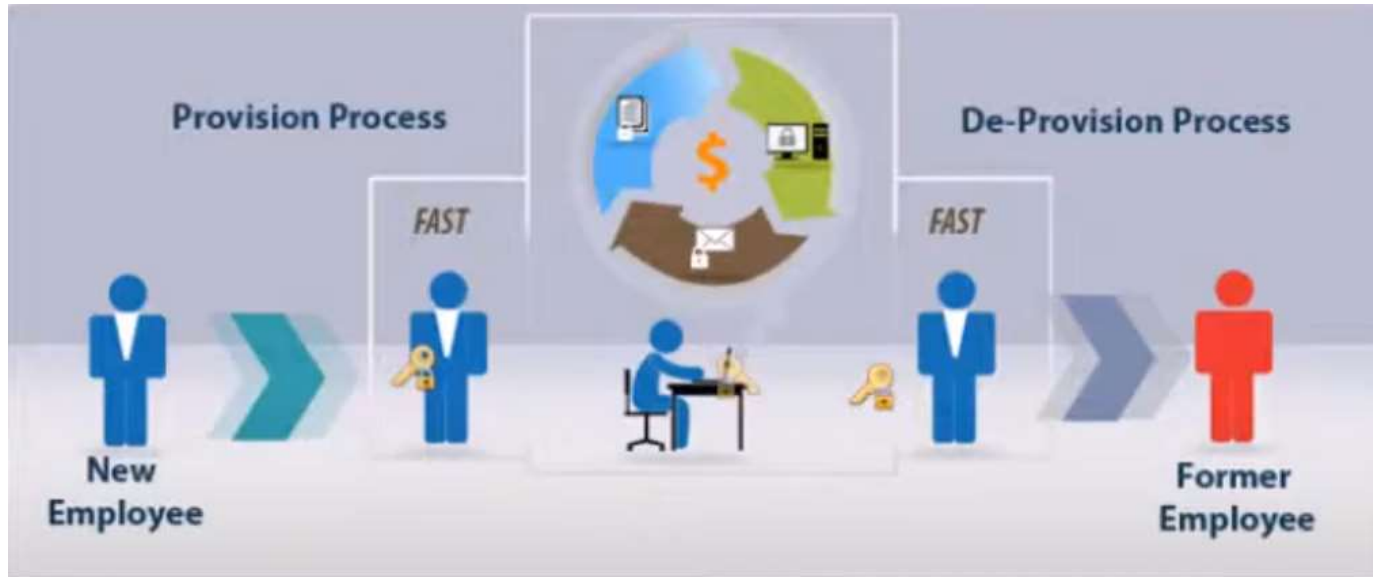 Provision Process
De-Provision Process
FAST
$
FAST
New
Employee
Former
Employee